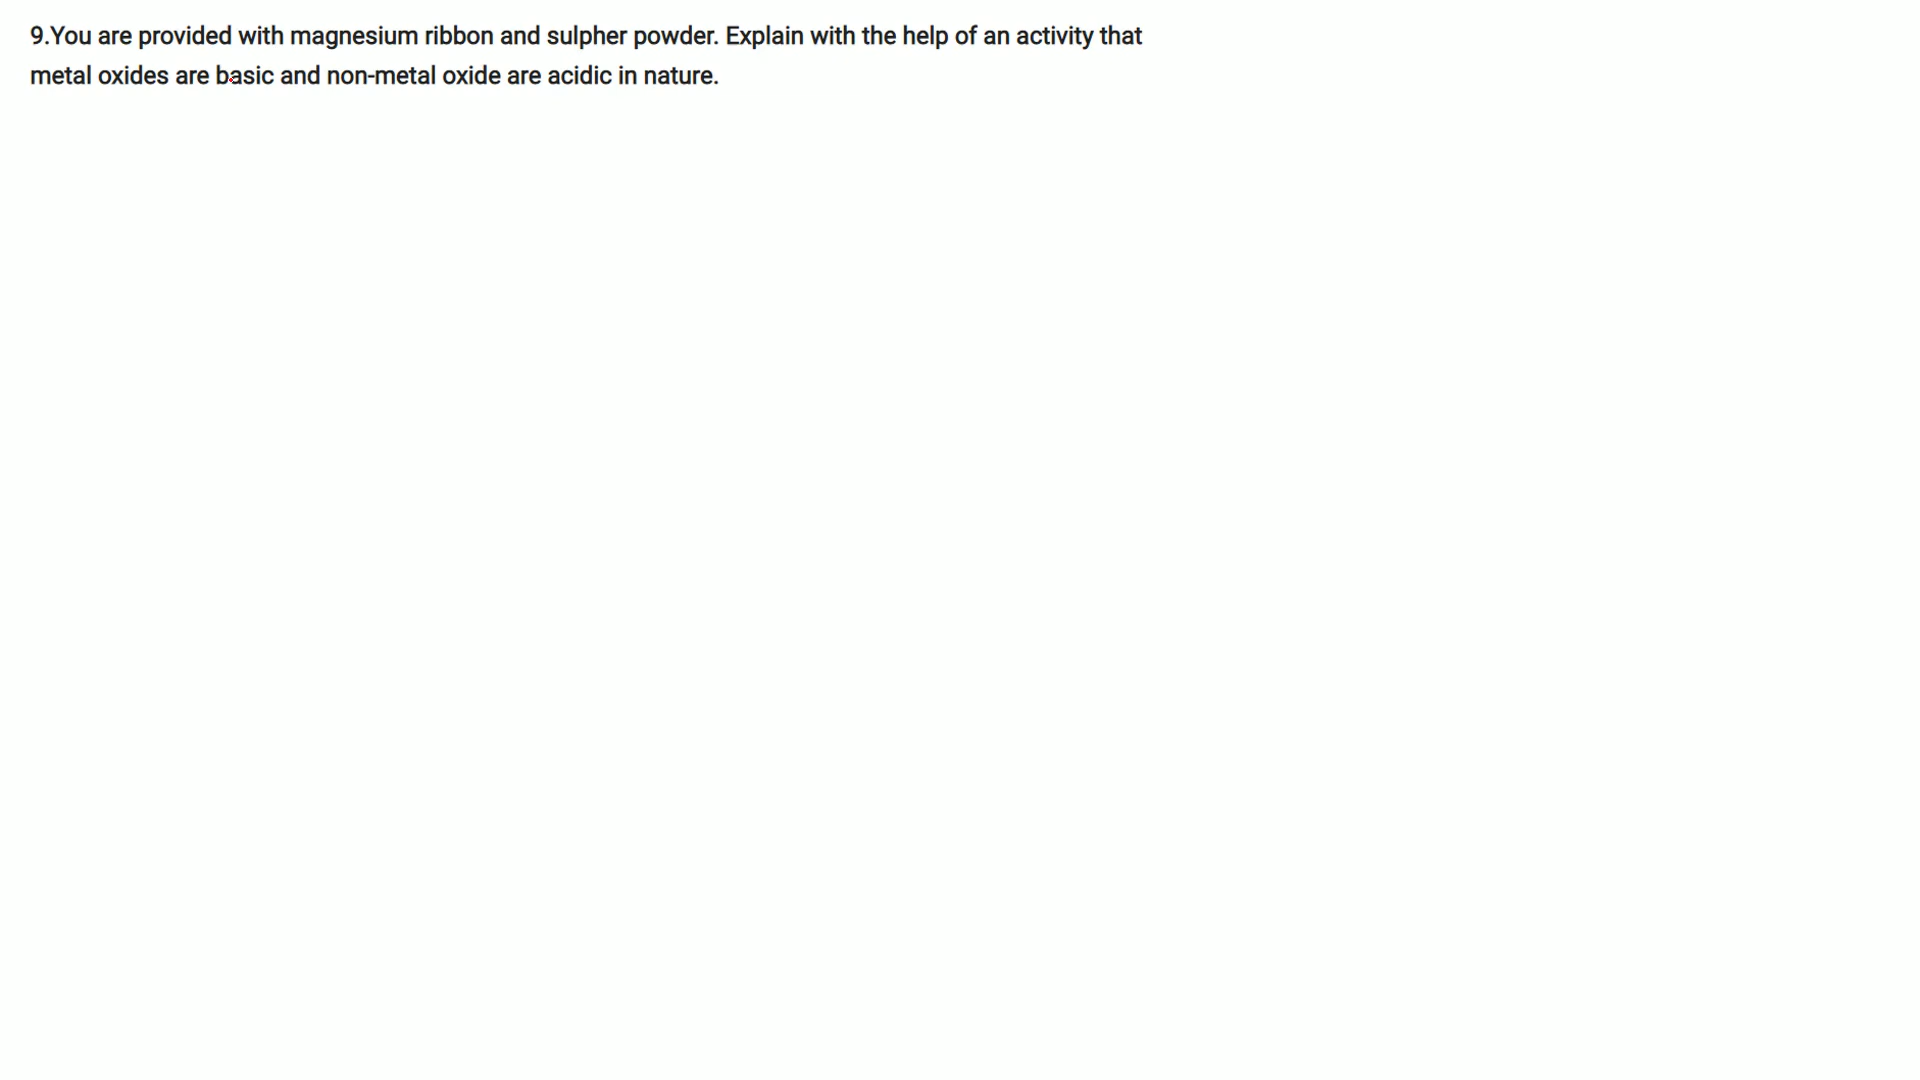 9.You are provided with magnesium ribbon and sulpher powder. Explain with the help of an activity that
metal oxides are basic and non-metal oxide are acidic in nature.